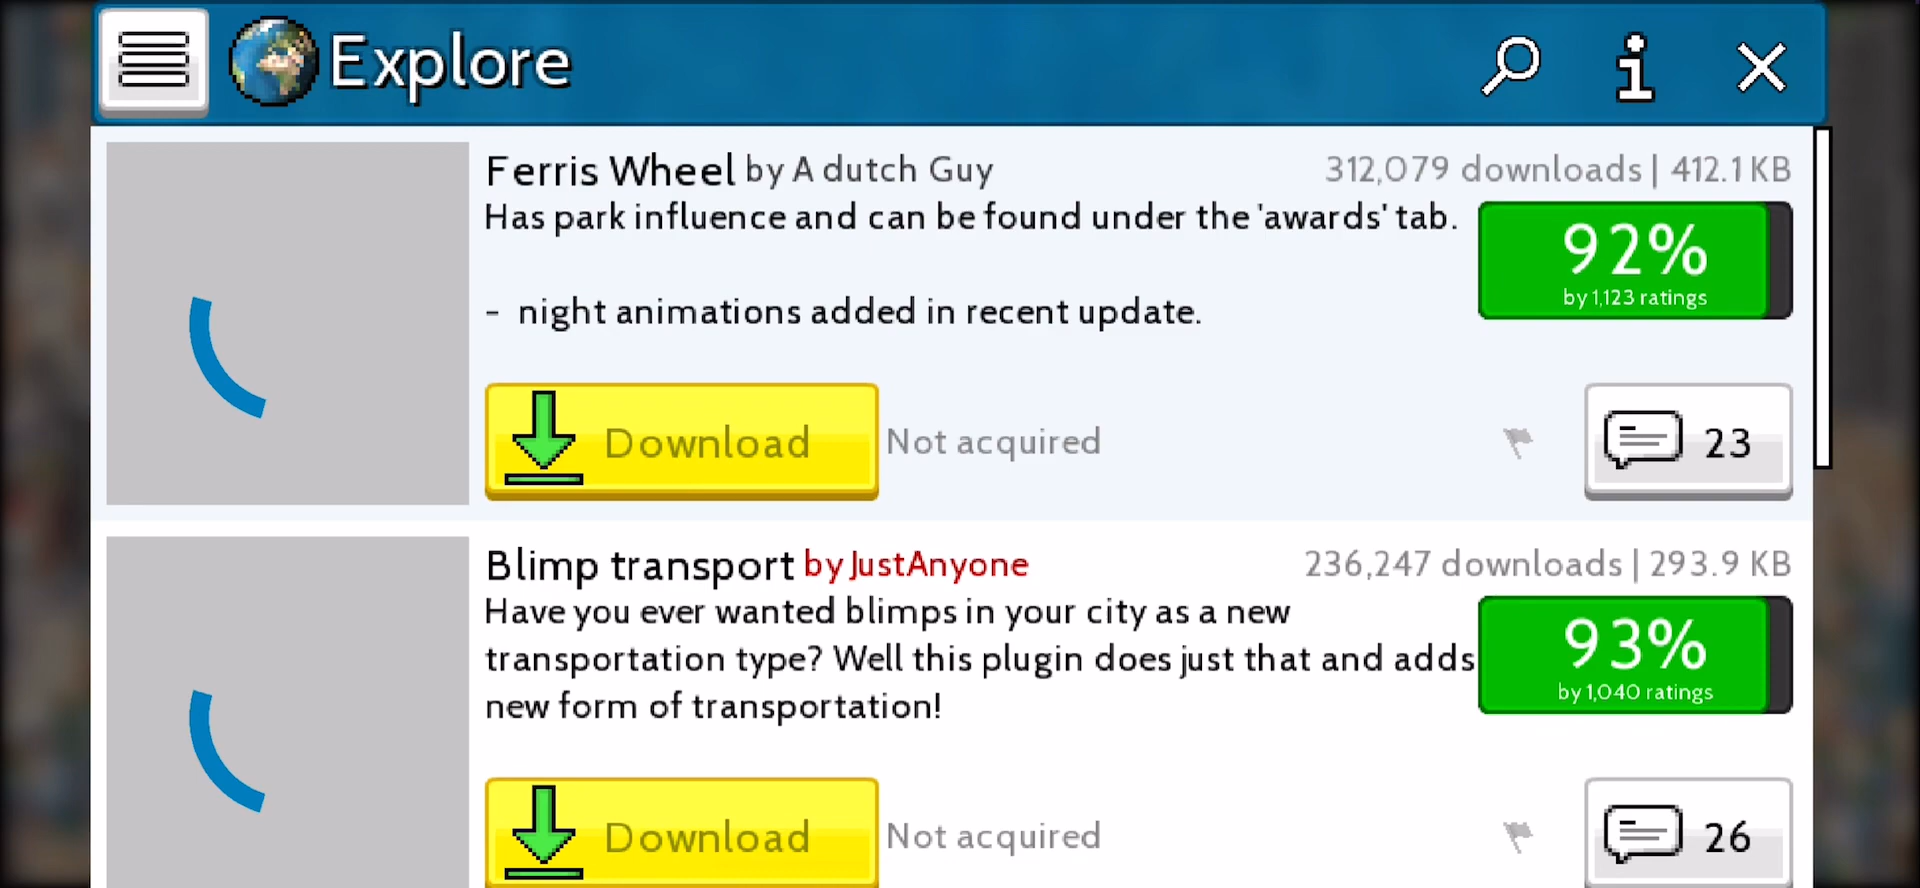 Explore
Ferris Wheel by A dutch Guy
312,079 downloads | 412.1 KB
Has park influence and can be found under the 'awards' tab.
92%
by 1,123 ratings
- night animations added in recent update.
Download
Not acquired
23
Blimp transport by JustAnyone
236,247 downloads | 293.9 KB
Have you ever wanted blimps in your city as a new
transportation type? Well this plugin does just that and adds
new form of transportation!
93%
by 1,040 ratings
Download
Not acquired
26